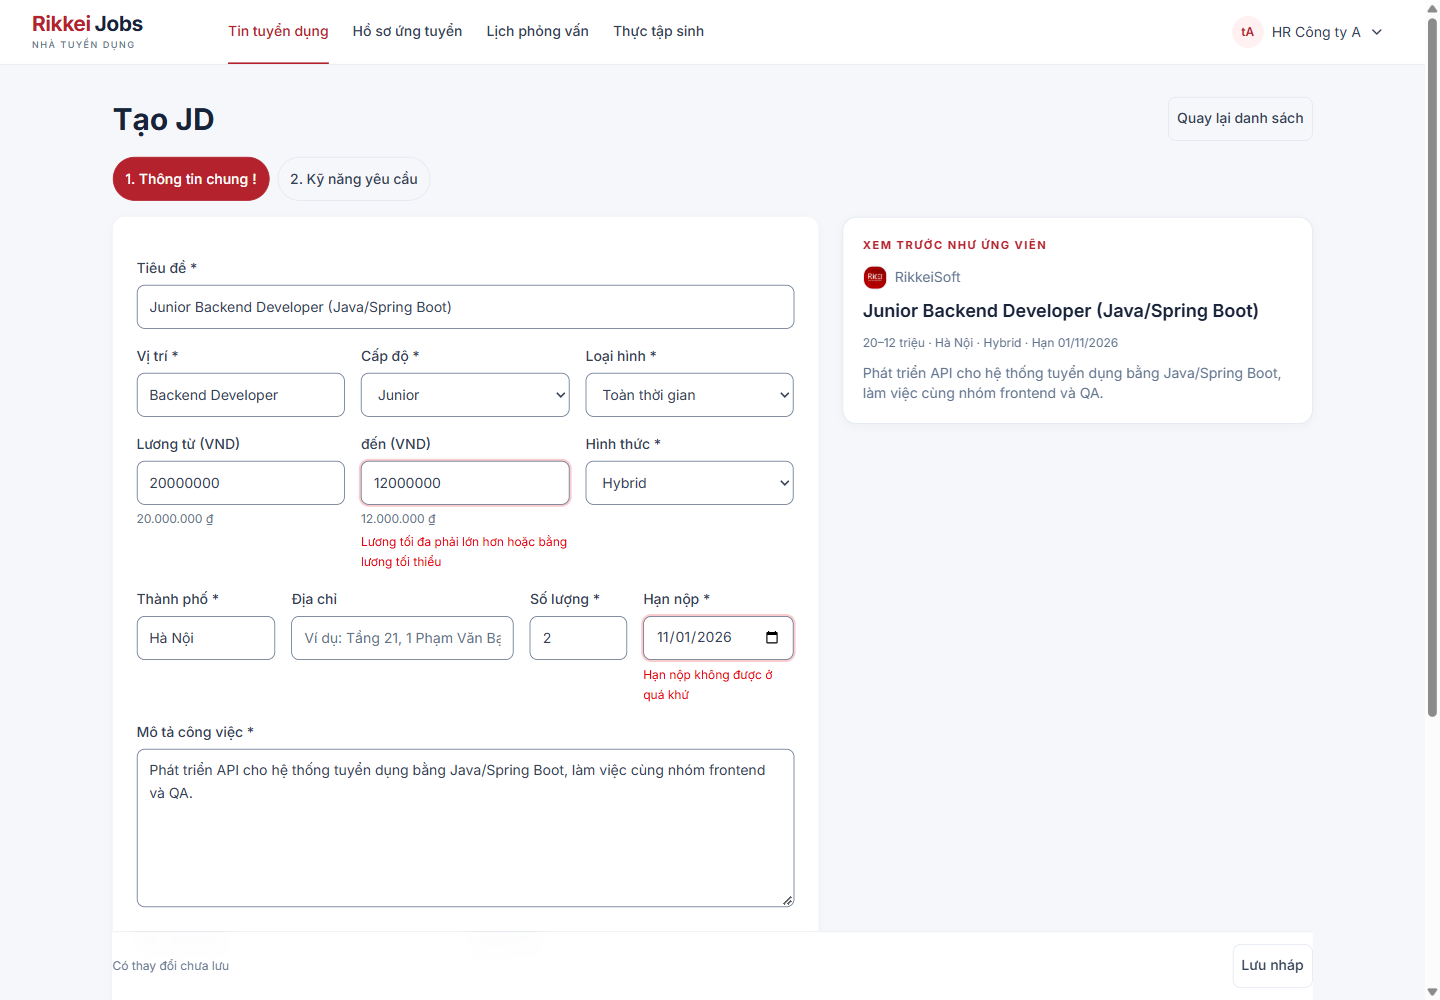 Rikkei Jobs
NHÀ TUYỂN DỤNG
Tin tuyển dụng
Hồ sơ ứng tuyển
Lịch phỏng vấn
Thực tập sinh
tA
HR Công ty A
Tạo JD
Quay lại danh sách
1. Thông tin chung !
2. Kỹ năng yêu cầu
Tiêu đề *
Junior Backend Developer (Java/Spring Boot)
Vị trí *
Cấp độ *
Loại hình *
Backend Developer
Junior
Toàn thời gian
Lương từ (VND)
đến (VND)
Hình thức *
20000000
12000000
Hybrid
20.000.000 ₫
12.000.000 ₫
Lương tối đa phải lớn hơn hoặc bằng
lương tối thiểu
Thành phố *
Địa chỉ
Số lượng *
Hạn nộp *
Hà Nội
Ví dụ: Tầng 21, 1 Phạm Văn Bạ
2
11/01/2026
Hạn nộp không được ở
quá khứ
Mô tả công việc *
Phát triển API cho hệ thống tuyển dụng bằng Java/Spring Boot, làm việc cùng nhóm frontend
và QA.
XEM TRƯỚC NHƯ ỨNG VIÊN
RikkeiSoft
Junior Backend Developer (Java/Spring Boot)
20–12 triệu · Hà Nội · Hybrid · Hạn 01/11/2026
Phát triển API cho hệ thống tuyển dụng bằng Java/Spring Boot,
làm việc cùng nhóm frontend và QA.
Có thay đổi chưa lưu
Lưu nháp